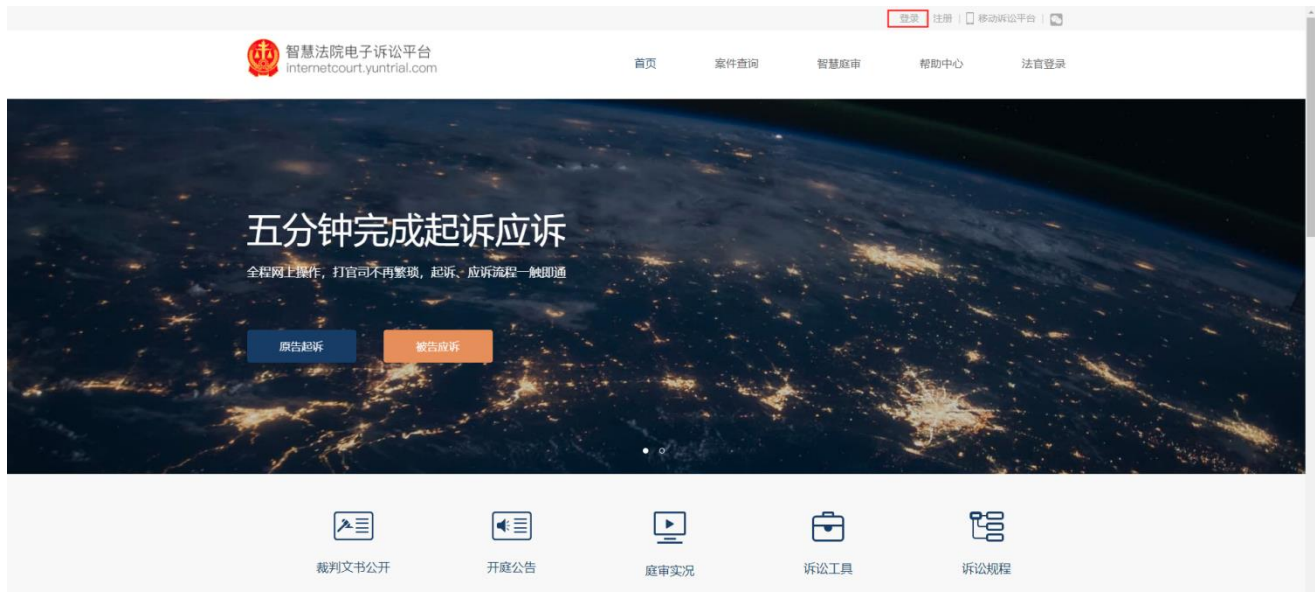 登录 注册 | 移动诉讼平台 |
智慧法院电子诉讼平台
internetcourt.yuntrial.com
首页 案件查询 智慧庭审 帮助中心 法官登录
五分钟完成起诉应诉
全程网上操作，打官司不再繁琐，起诉、应诉流程一触即通
原告起诉 被告应诉
裁判文书公开 开庭公告 庭审实况 诉讼工具 诉讼规程